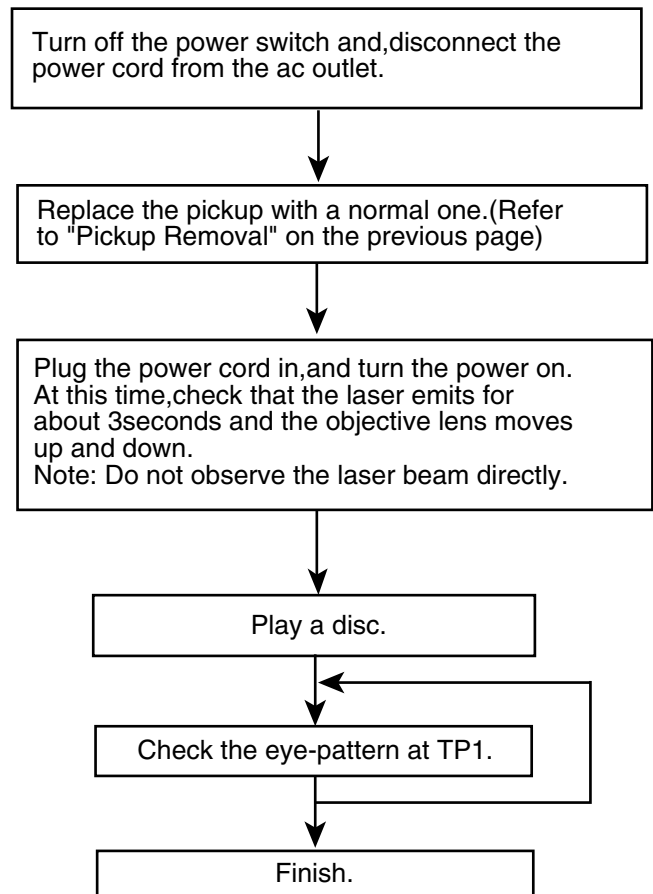 Turn off the power switch and,disconnect the
power cord from the ac outlet.
Replace the pickup with a normal one.(Refer
to "Pickup Removal" on the previous page)
Plug the power cord in,and turn the power on.
At this time,check that the laser emits for
about 3seconds and the objective lens moves
up and down.
Note: Do not observe the laser beam directly.
Play a disc.
Check the eye-pattern at TP1.
Finish.